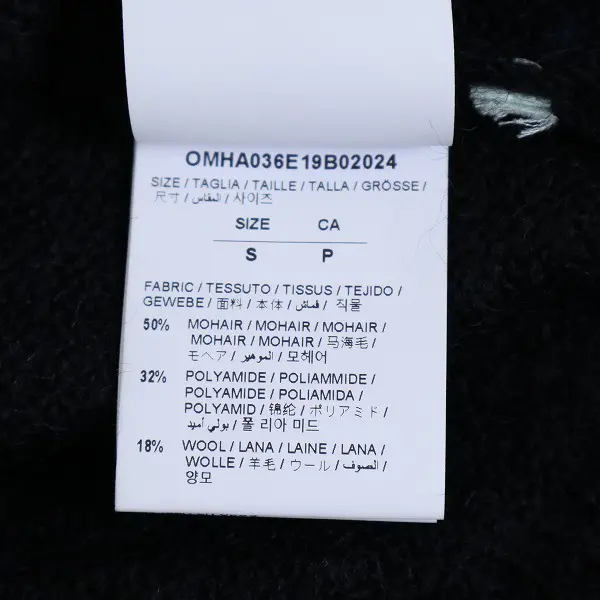 OMHA036E19B02024
SIZE / TAGLIA / TAILLE / TALLA / GRÖSSE /
尺寸 / المقاس / 사이즈
SIZE CA
S P
FABRIC / TESSUTO / TISSUS / TEJIDO /
GEWEBE / 面料 / 本体 / قماش / 직물
50% MOHAIR / MOHAIR / MOHAIR /
MOHAIR / MOHAIR / 马海毛 /
モヘア / الموهير / 모헤어
32% POLYAMIDE / POLIAMMIDE /
POLYAMIDE / POLIAMIDA /
POLYAMID / 锦纶 / ポリアミド /
بولي أميد / 폴 리아 미드
18% WOOL / LANA / LAINE / LANA /
WOLLE / 羊毛 / ウール / الصوف /
양모